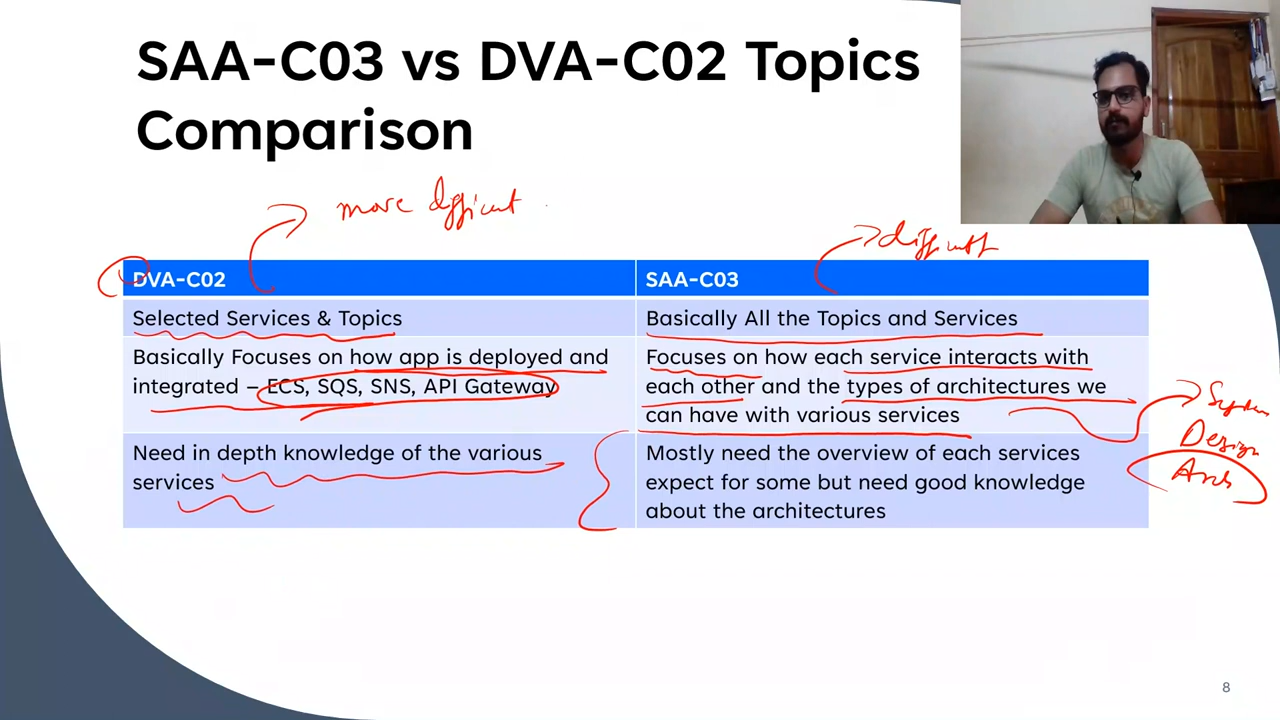 SAA-C03 vs DVA-C02 Topics
Comparison
more difficult
difficult
DVA-C02
SAA-C03
Selected Services & Topics
Basically All the Topics and Services
Basically Focuses on how app is deployed and
integrated – ECS, SQS, SNS, API Gateway
Focuses on how each service interacts with
each other and the types of architectures we
can have with various services
System
Design
Arch
Need in depth knowledge of the various
services
Mostly need the overview of each services
expect for some but need good knowledge
about the architectures
8